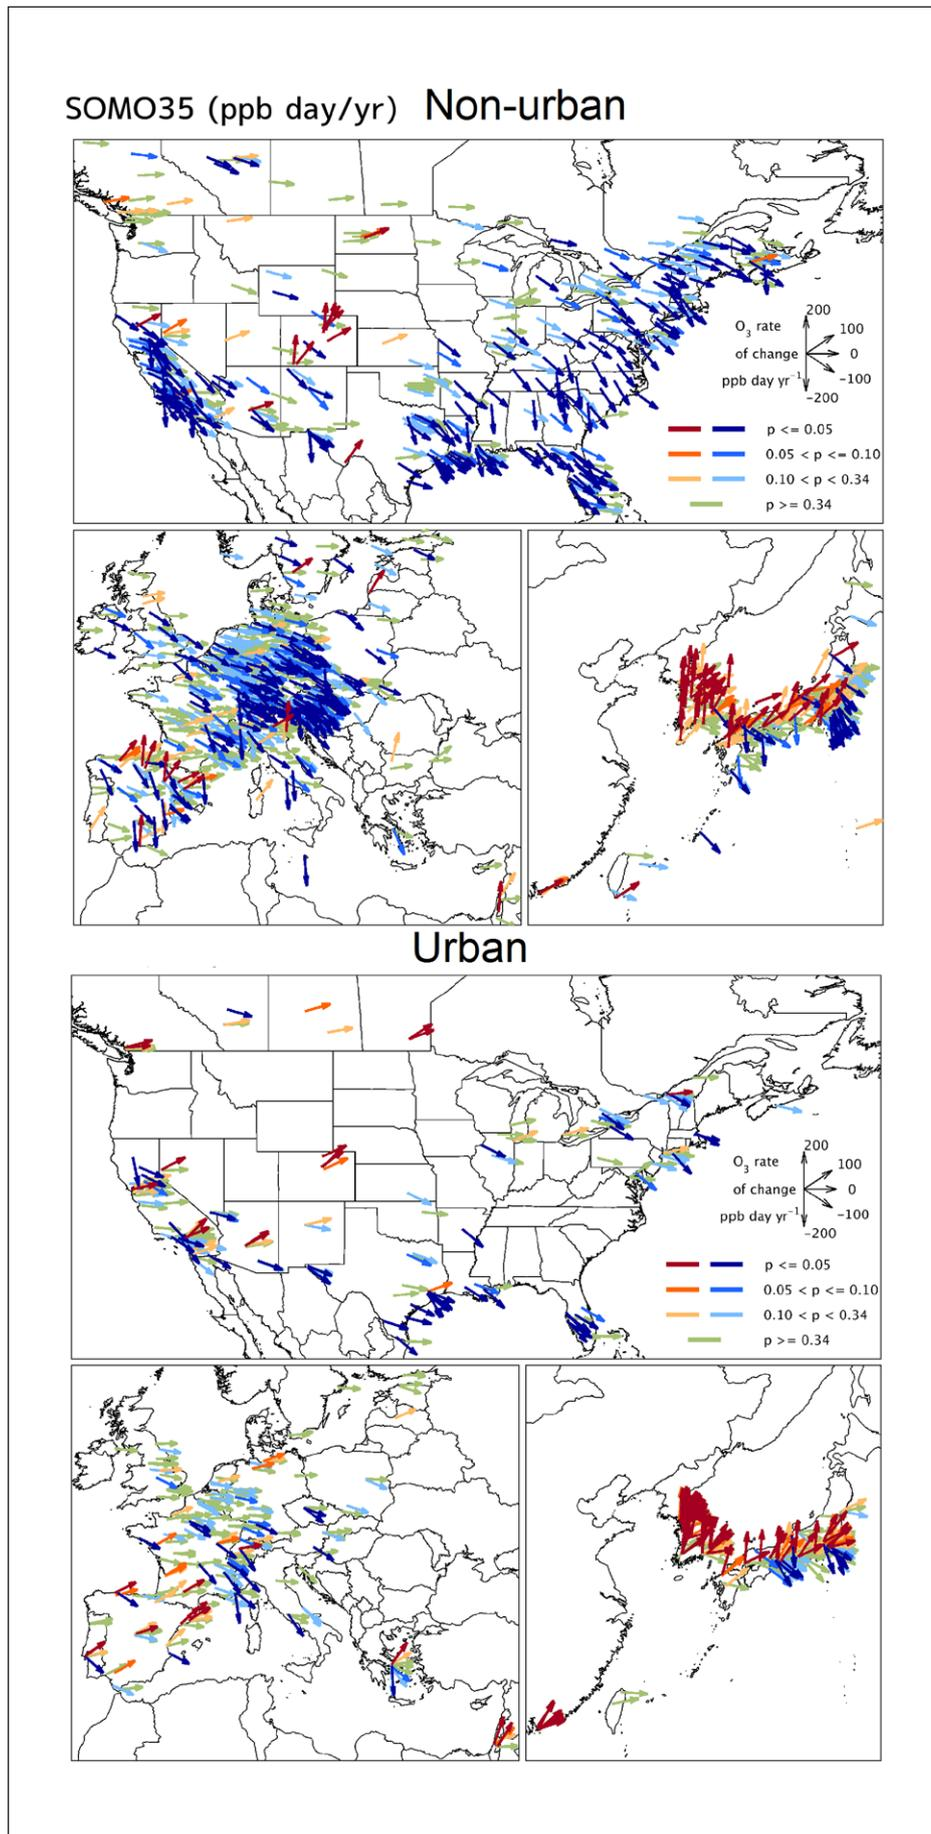 SOMO35 (ppb day/yr) Non-urban
200
O3 rate
100
of change
0
ppb day yr−1
−100
−200
p <= 0.05
0.05 < p <= 0.10
0.10 < p < 0.34
p >= 0.34
Urban
200
O3 rate
100
of change
0
ppb day yr−1
−100
−200
p <= 0.05
0.05 < p <= 0.10
0.10 < p < 0.34
p >= 0.34